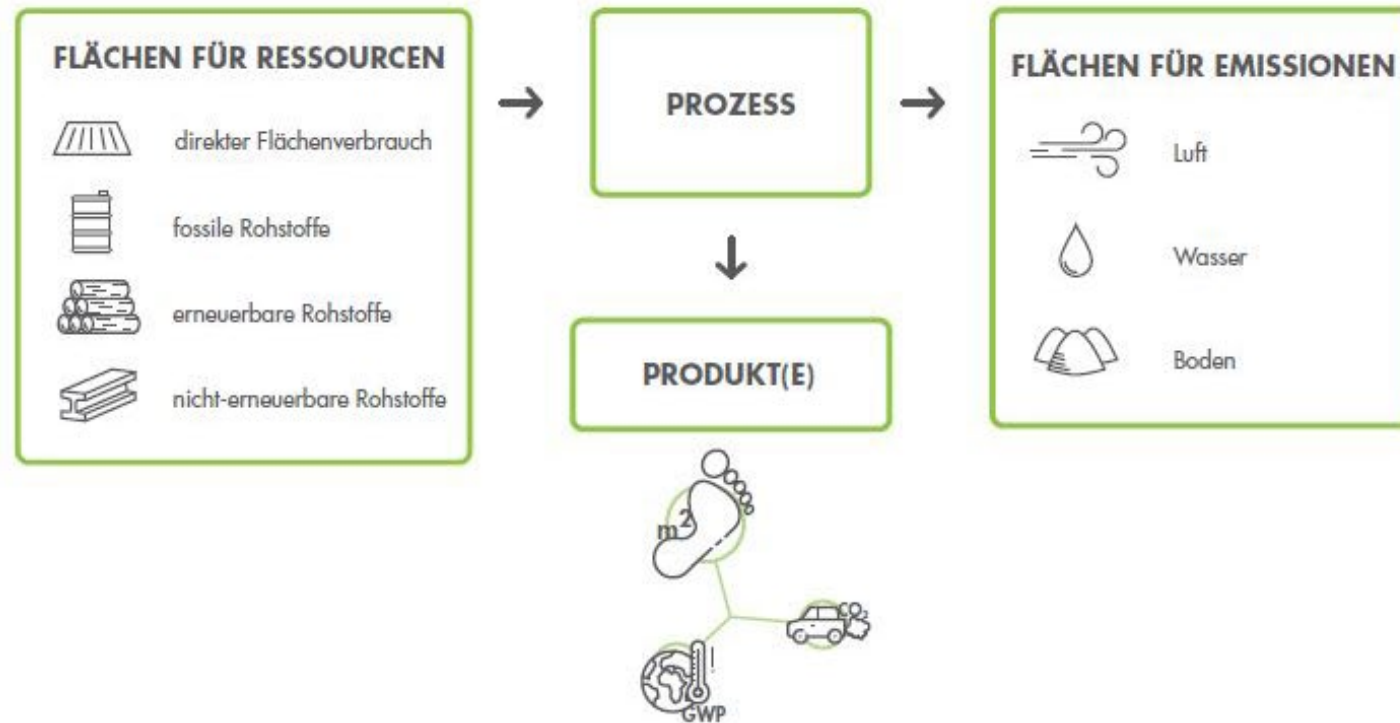 FLÄCHEN FÜR RESSOURCEN
direkter Flächenverbrauch
fossile Rohstoffe
erneuerbare Rohstoffe
nicht-erneuerbare Rohstoffe
PROZESS
PRODUKT(E)
FLÄCHEN FÜR EMISSIONEN
Luft
Wasser
Boden
m²
CO₂
GWP